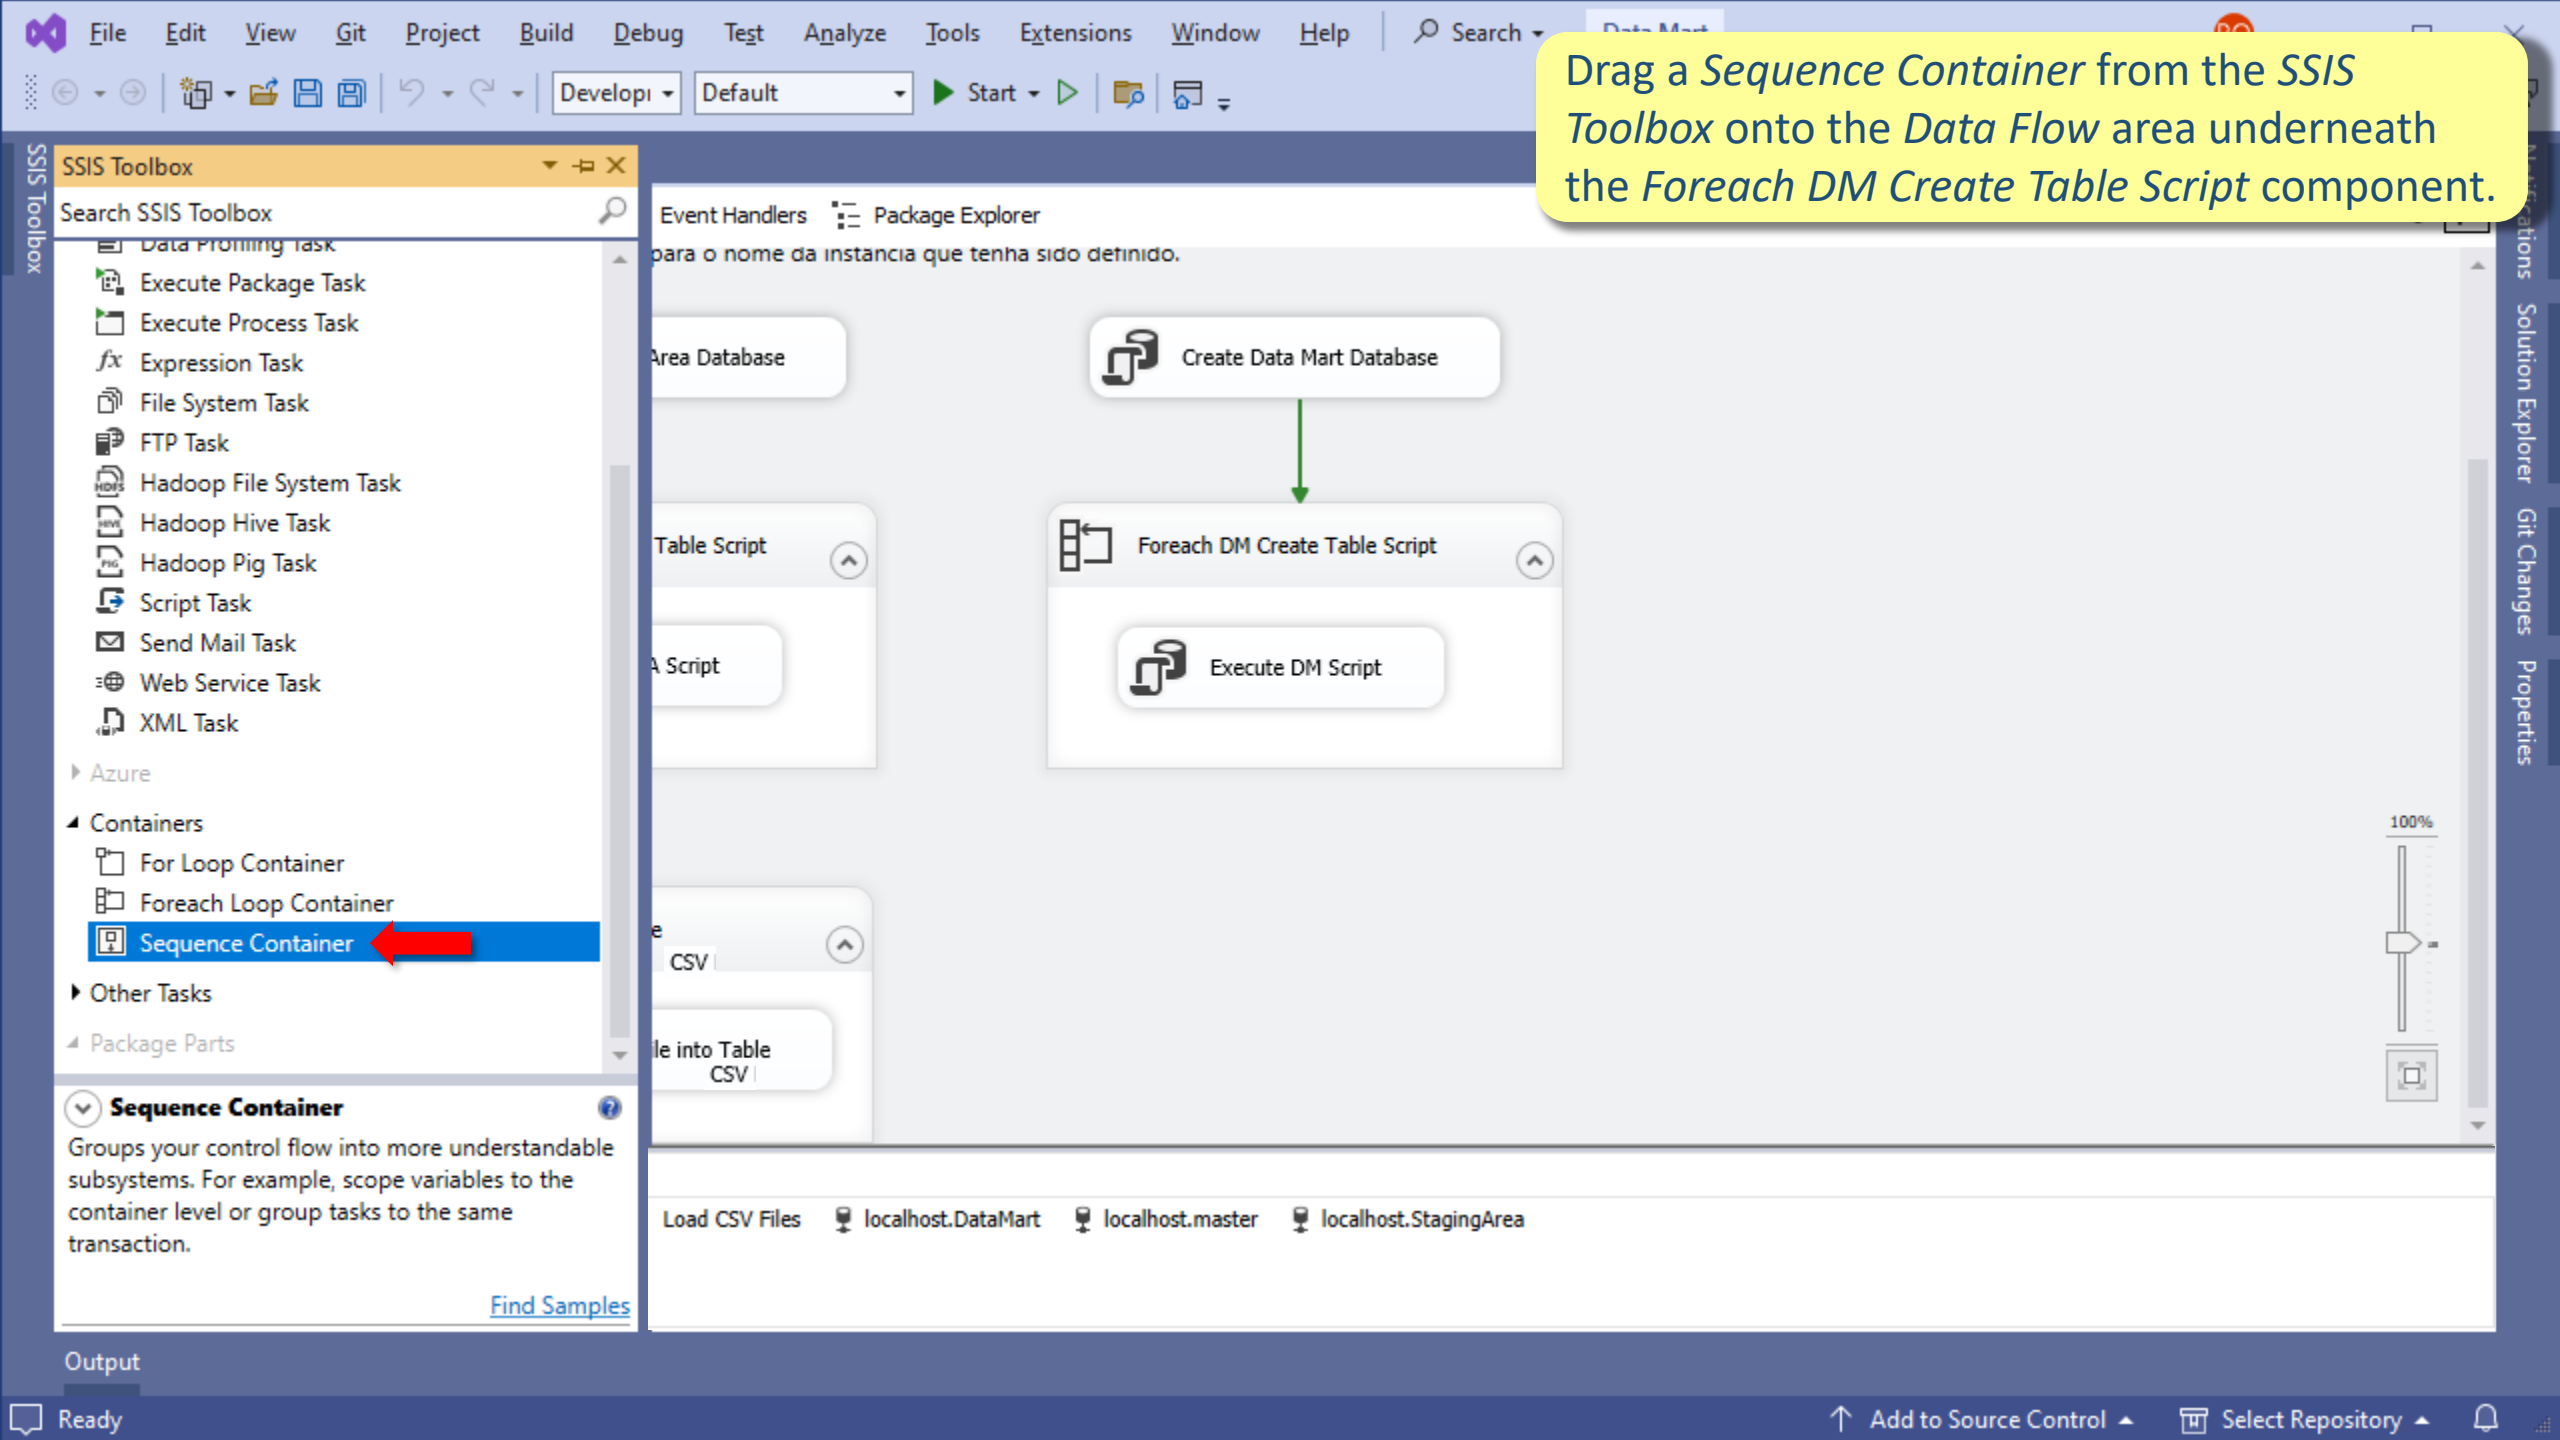 File Edit View Git Project Build Debug Test Analyze Tools Extensions Window Help Search
Data Mart
Develop
Default
Start
Drag a Sequence Container from the SSIS
Toolbox onto the Data Flow area underneath
the Foreach DM Create Table Script component.
SSIS Toolbox
SSIS Toolbox
Search SSIS Toolbox
Data Profiling Task
Execute Package Task
Execute Process Task
fx Expression Task
File System Task
FTP Task
Hadoop File System Task
Hadoop Hive Task
Hadoop Pig Task
Script Task
Send Mail Task
Web Service Task
XML Task
Azure
Containers
For Loop Container
Foreach Loop Container
Sequence Container
Other Tasks
Package Parts
Sequence Container
Groups your control flow into more understandable
subsystems. For example, scope variables to the
container level or group tasks to the same
transaction.
Find Samples
Event Handlers Package Explorer
para o nome da instância que tenha sido definido.
Area Database
Create Data Mart Database
Table Script
Foreach DM Create Table Script
A Script
Execute DM Script
e
CSV
le into Table
CSV
100%
Load CSV Files localhost.DataMart localhost.master localhost.StagingArea
Notifications
Solution Explorer
Git Changes
Properties
Output
Ready
Add to Source Control
Select Repository